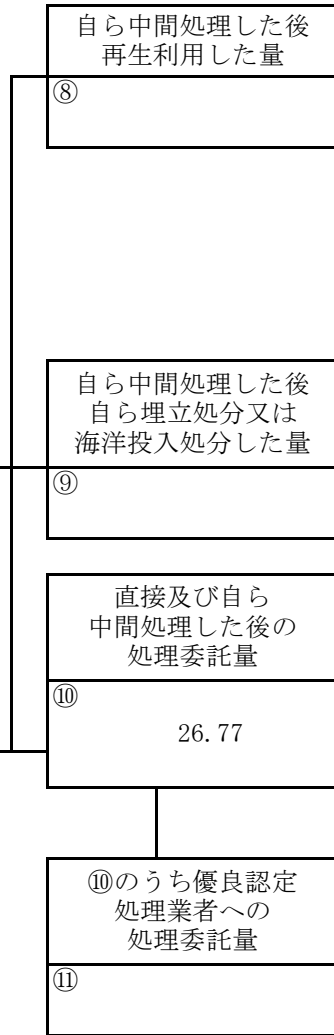 自ら中間処理した後
再生利用した量
⑧
自ら中間処理した後
自ら埋立処分又は
海洋投入処分した量
⑨
直接及び自ら
中間処理した後の
処理委託量
⑩
26.77
⑩のうち優良認定
処理業者への
処理委託量
⑪